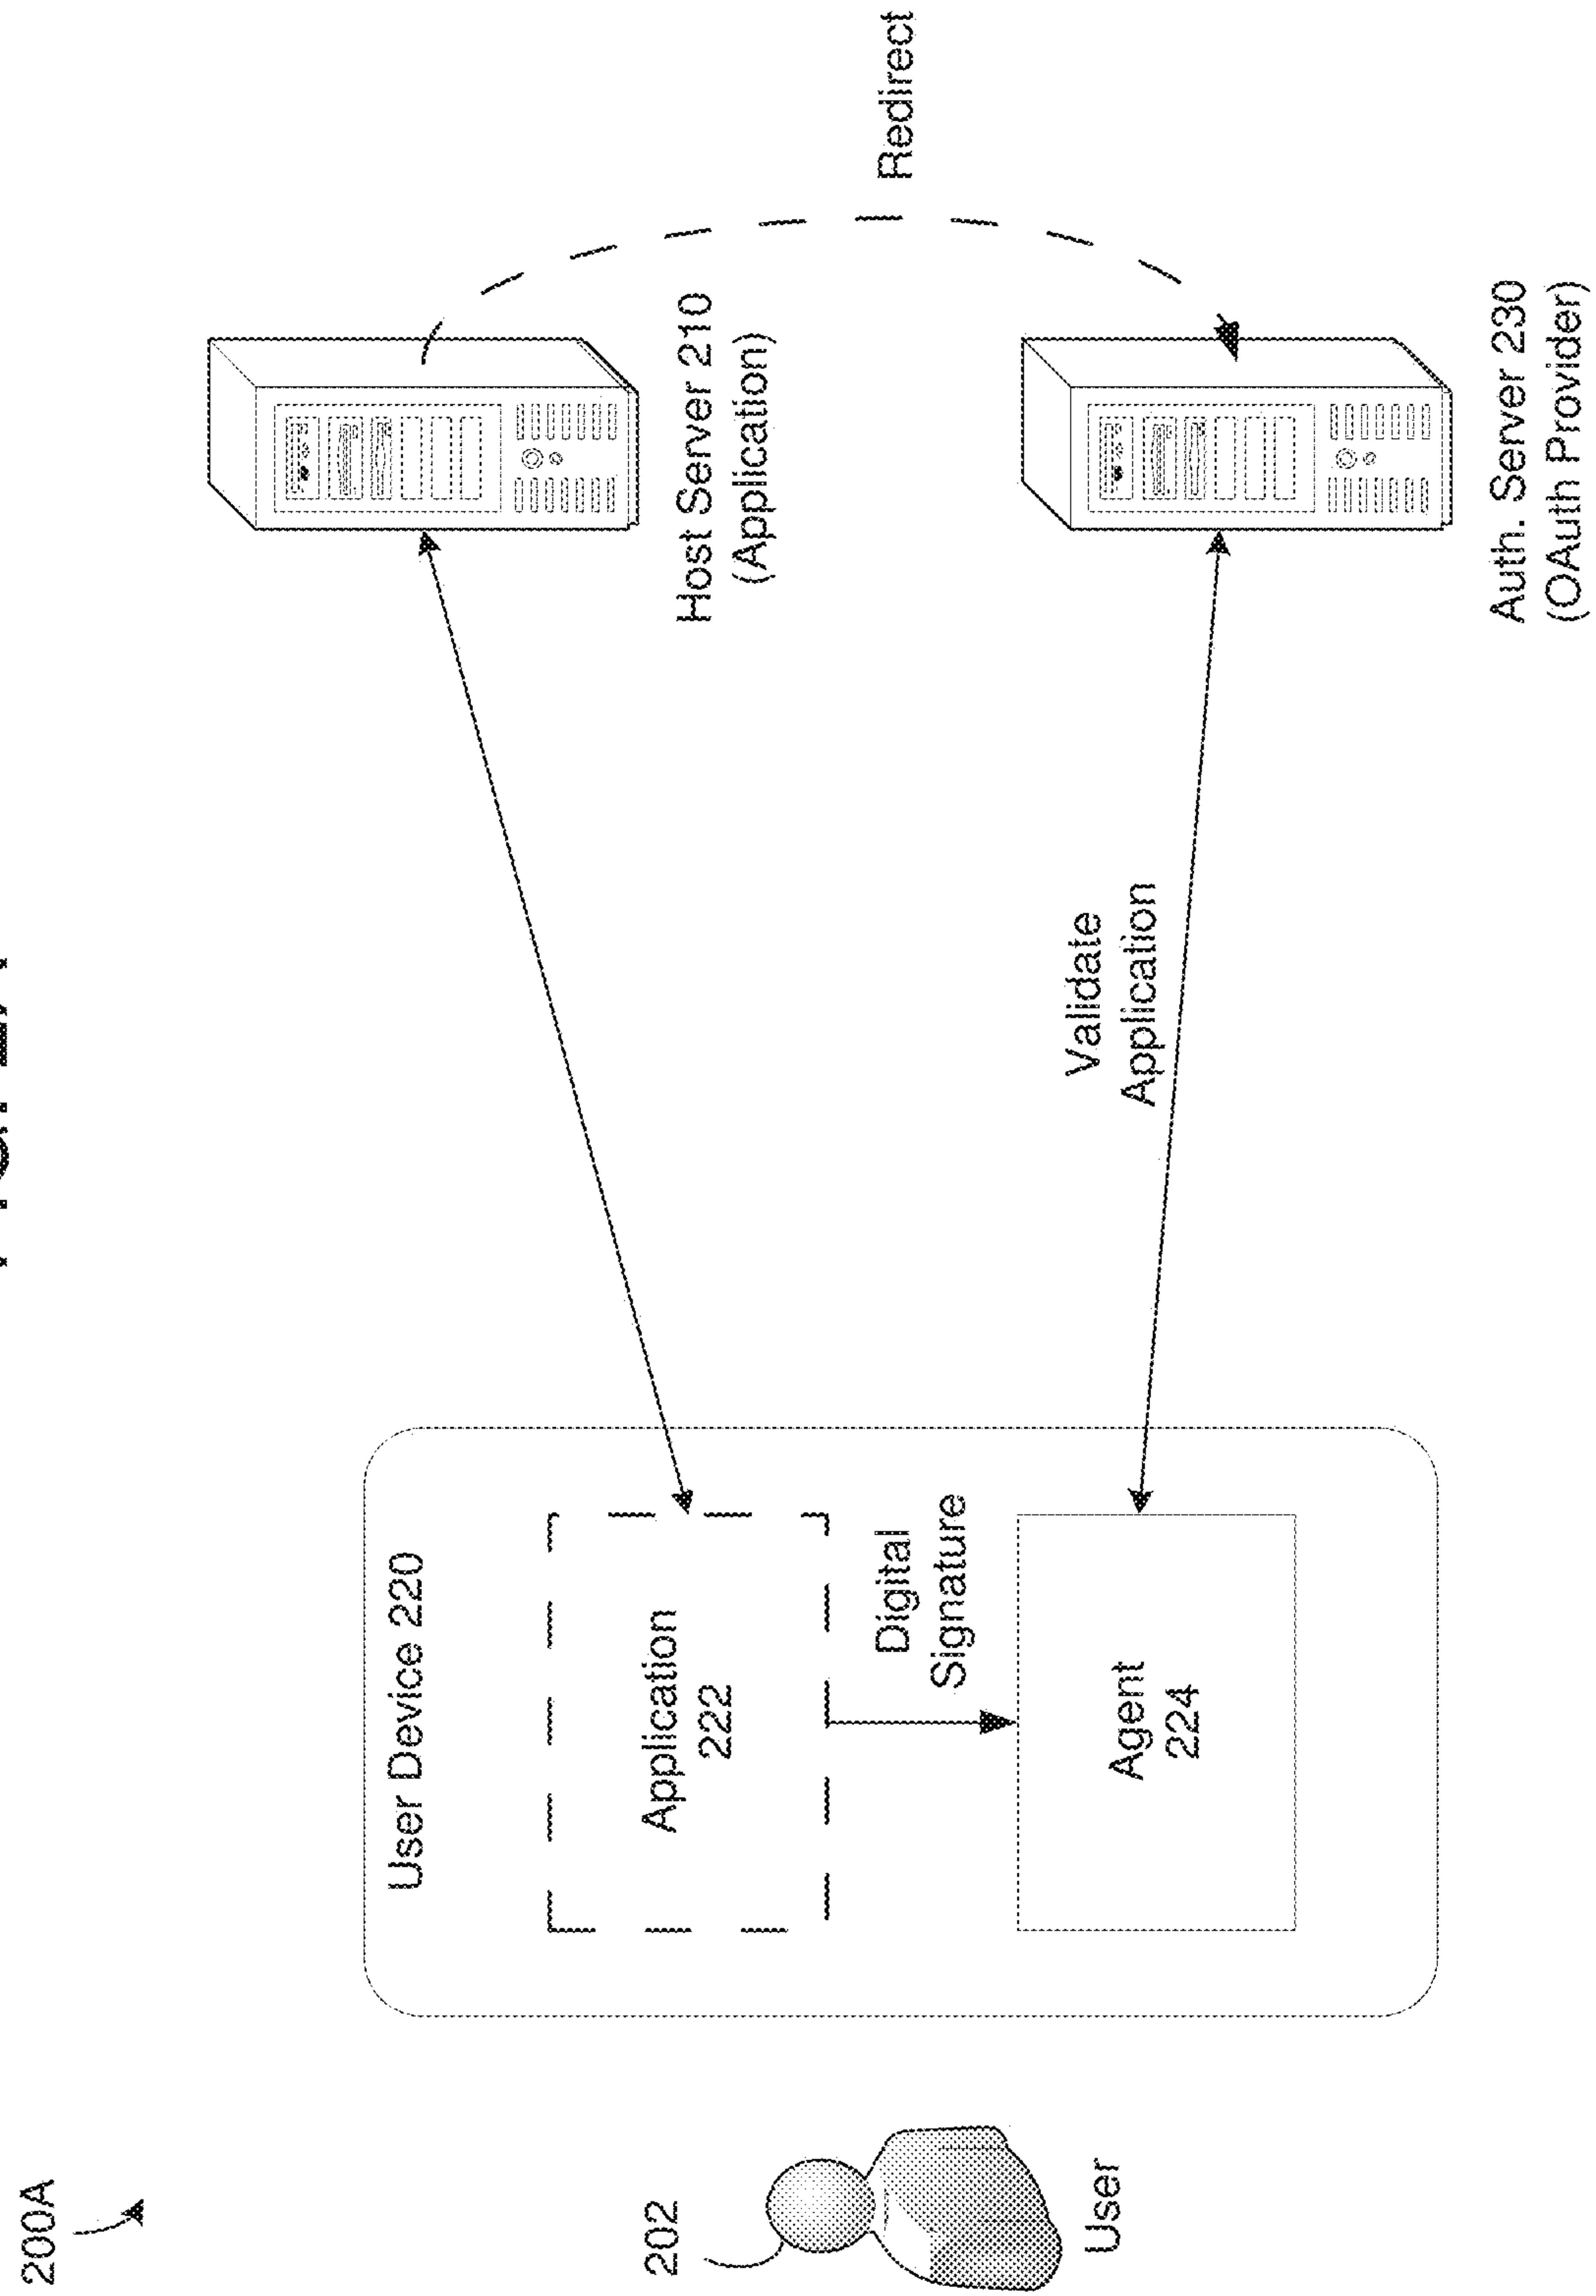 200A
User Device 220
Host Server 210
(Application)
Application
222
Redirect
Digital
Signature
Validate
Application
Agent
224
202
User
Auth. Server 230
(OAuth Provider)